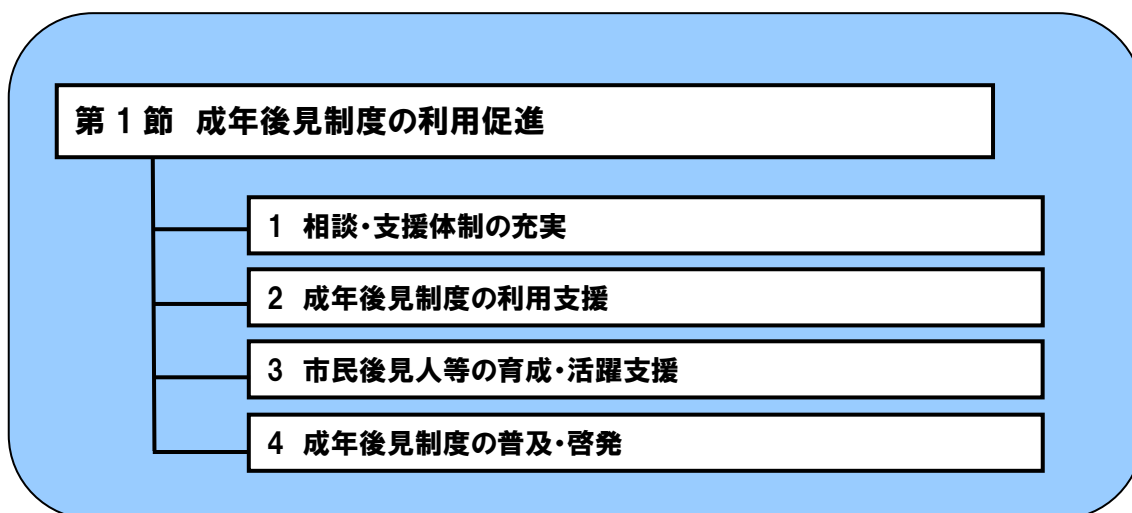 第1節 成年後見制度の利用促進
1 相談・支援体制の充実
2 成年後見制度の利用支援
3 市民後見人等の育成・活躍支援
4 成年後見制度の普及・啓発